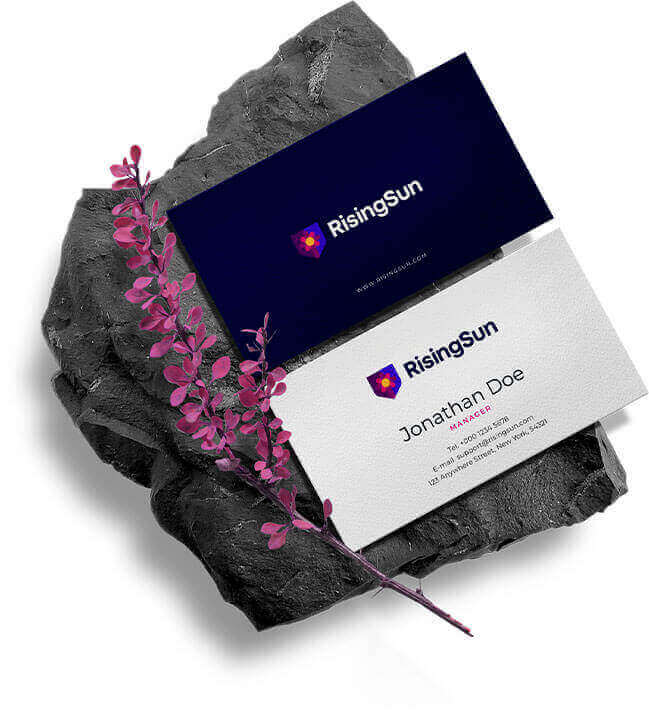 RisingSun
WWW.RISINGSUN.COM
RisingSun
Jonathan Doe
MANAGER
Tel. +000 1234 5678
E-mail. support@risingsun.com
123 Anywhere Street, New York, 54321